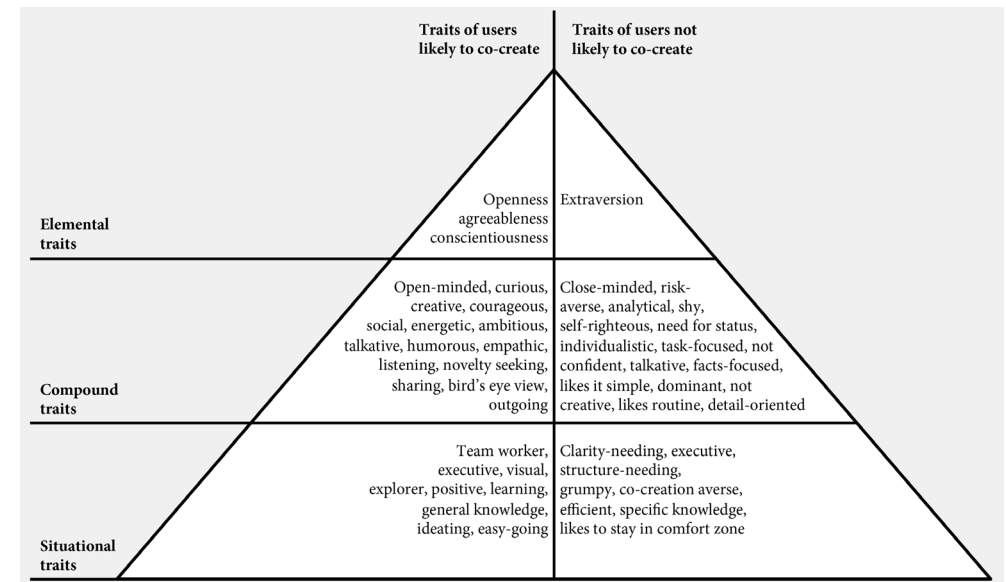 Traits of users
likely to co-create
Traits of users not
likely to co-create
Elemental
traits
Openness
agreeableness
conscientiousness
Extraversion
Compound
traits
Open-minded, curious,
creative, courageous,
social, energetic, ambitious,
talkative, humorous, empathic,
listening, novelty seeking,
sharing, bird's eye view,
outgoing
Close-minded, risk-
averse, analytical, shy,
self-righteous, need for status,
individualistic, task-focused, not
confident, talkative, facts-focused,
likes it simple, dominant, not
creative, likes routine, detail-oriented
Situational
traits
Team worker,
executive, visual,
explorer, positive, learning,
general knowledge,
ideating, easy-going
Clarity-needing, executive,
structure-needing,
grumpy, co-creation averse,
efficient, specific knowledge,
likes to stay in comfort zone